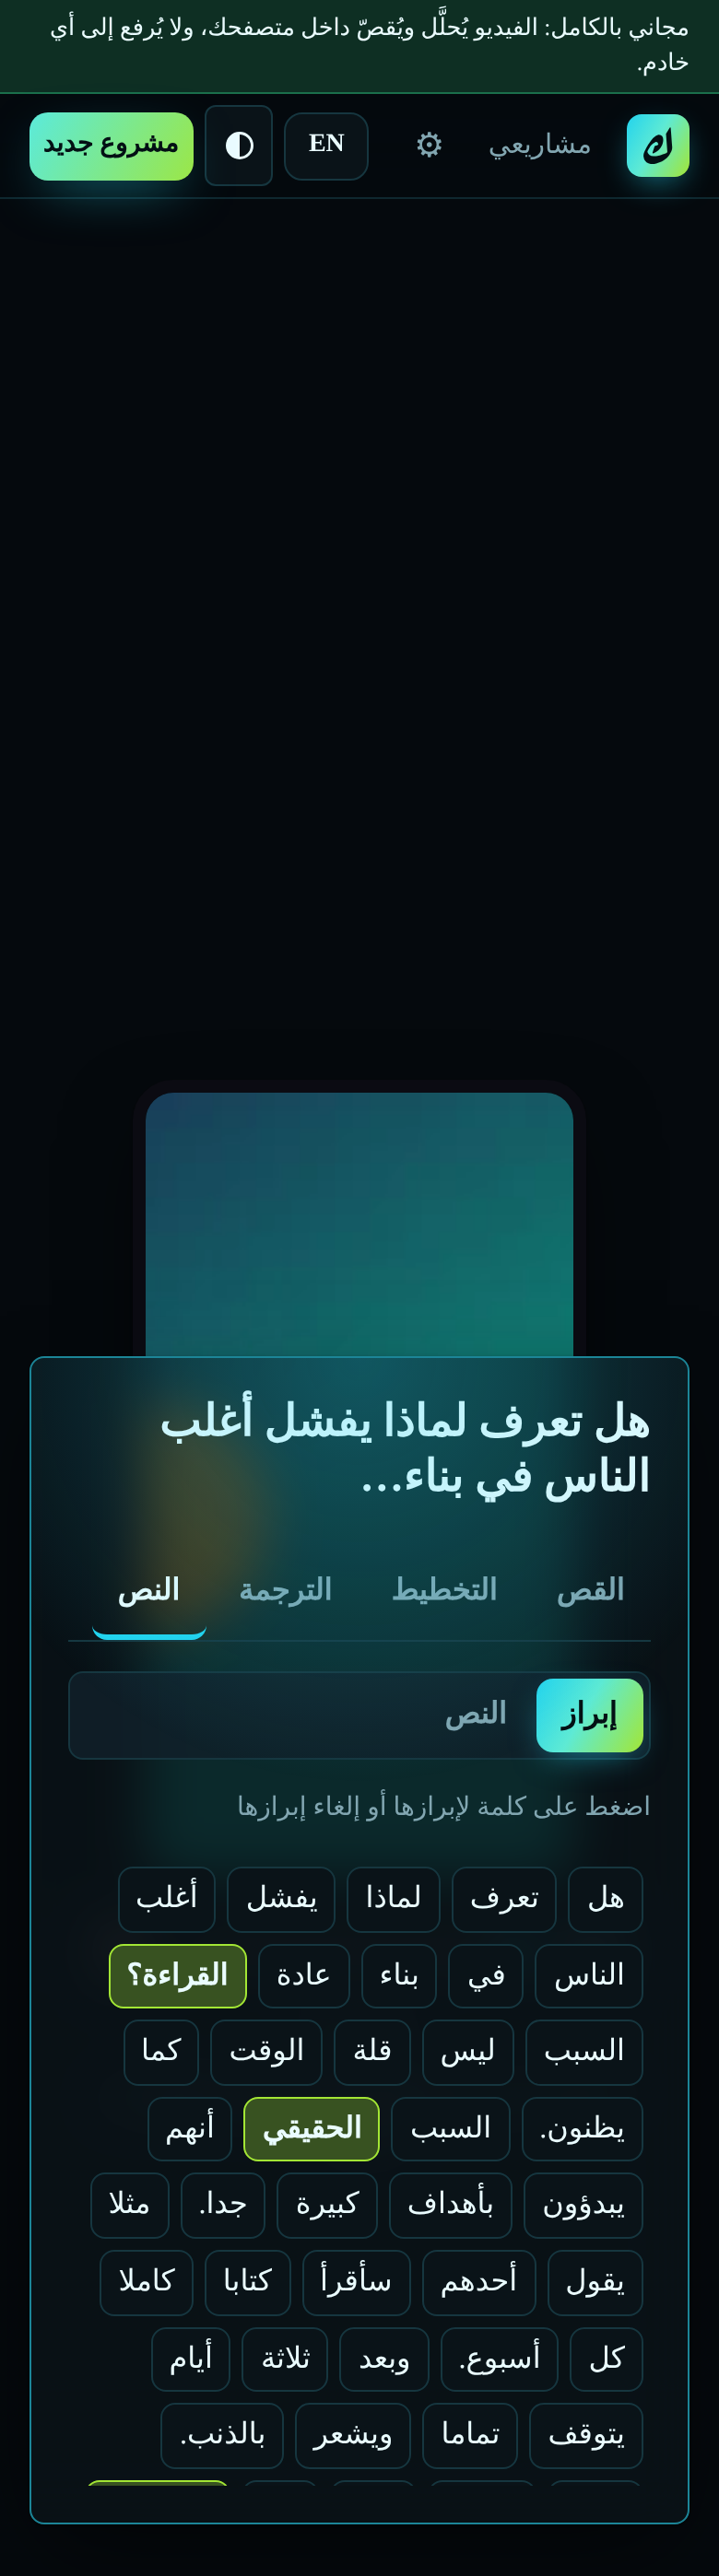 مجاني بالكامل: الفيديو يُحلَّل ويُقصّ داخل متصفحك، ولا يُرفع إلى أي
خادم.
ك مشاريعي EN مشروع جديد
هل تعرف لماذا يفشل أغلب
الناس في بناء...
القص التخطيط الترجمة النص
إبراز النص
اضغط على كلمة لإبرازها أو إلغاء إبرازها
هل تعرف لماذا يفشل أغلب
الناس في بناء عادة القراءة؟
السبب ليس قلة الوقت كما
يظنون. السبب الحقيقي أنهم
يبدؤون بأهداف كبيرة جدا. مثلا
يقول أحدهم سأقرأ كتابا كاملا
كل أسبوع. وبعد ثلاثة أيام
يتوقف تماما ويشعر بالذنب.